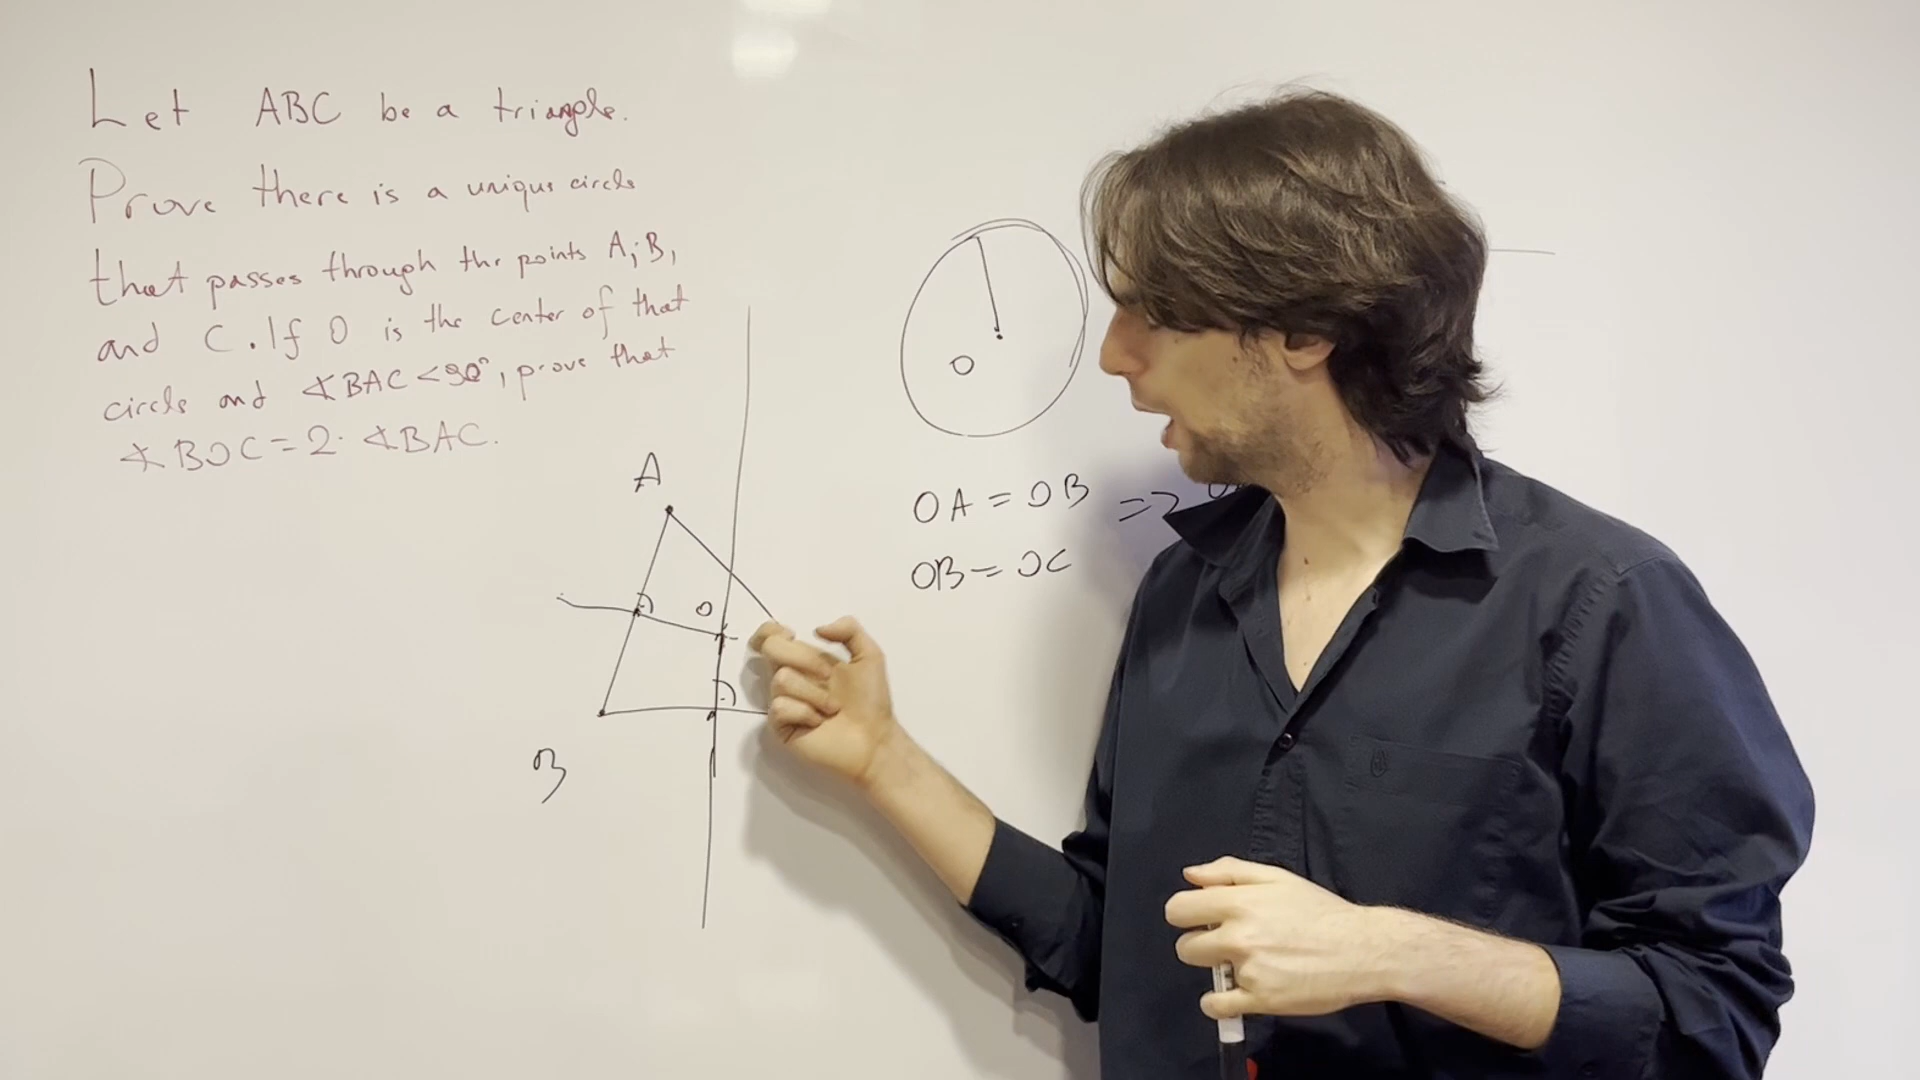 Let ABC be a triangle.
Prove there is a unique circle
that passes through the points A, B,
and C. If O is the center of that
circle and ∢BAC < 90°, prove that
∢BOC = 2·∢BAC.
A
O
B
O
OA = OB =>
OB = OC